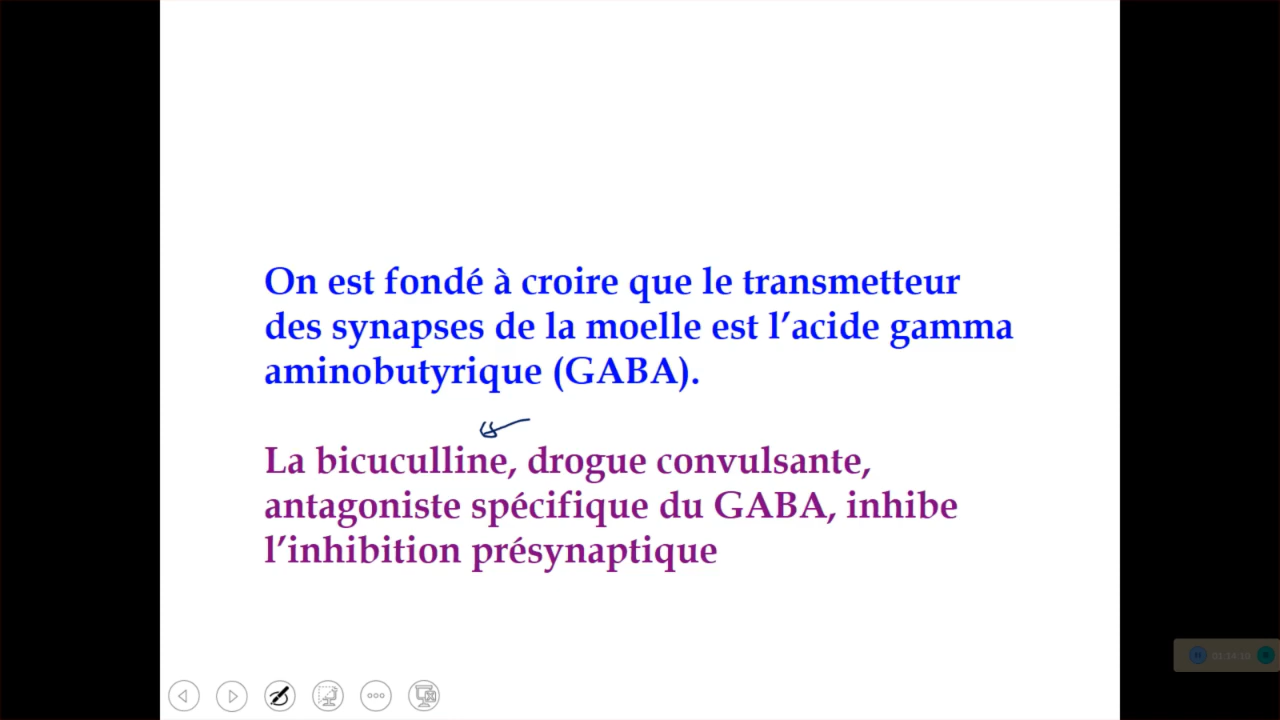 On est fondé à croire que le transmetteur
des synapses de la moelle est l’acide gamma
aminobutyrique (GABA).
La bicuculline, drogue convulsante,
antagoniste spécifique du GABA, inhibe
l’inhibition présynaptique